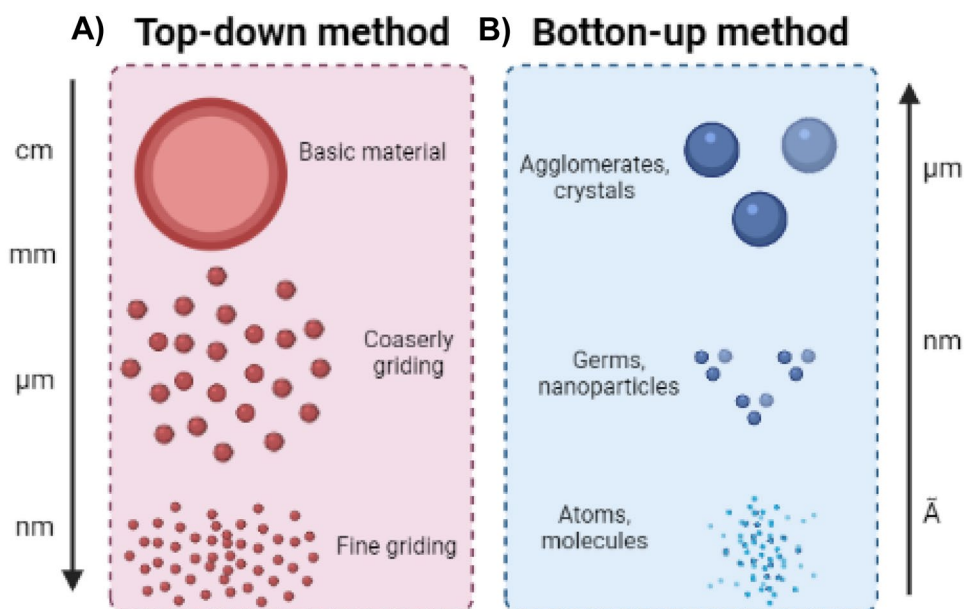 A) Top-down method
cm
Basic material
mm
Coaserly
griding
µm
nm
Fine griding
B) Botton-up method
Agglomerates,
crystals
µm
Germs,
nanoparticles
nm
Atoms,
molecules
Ã